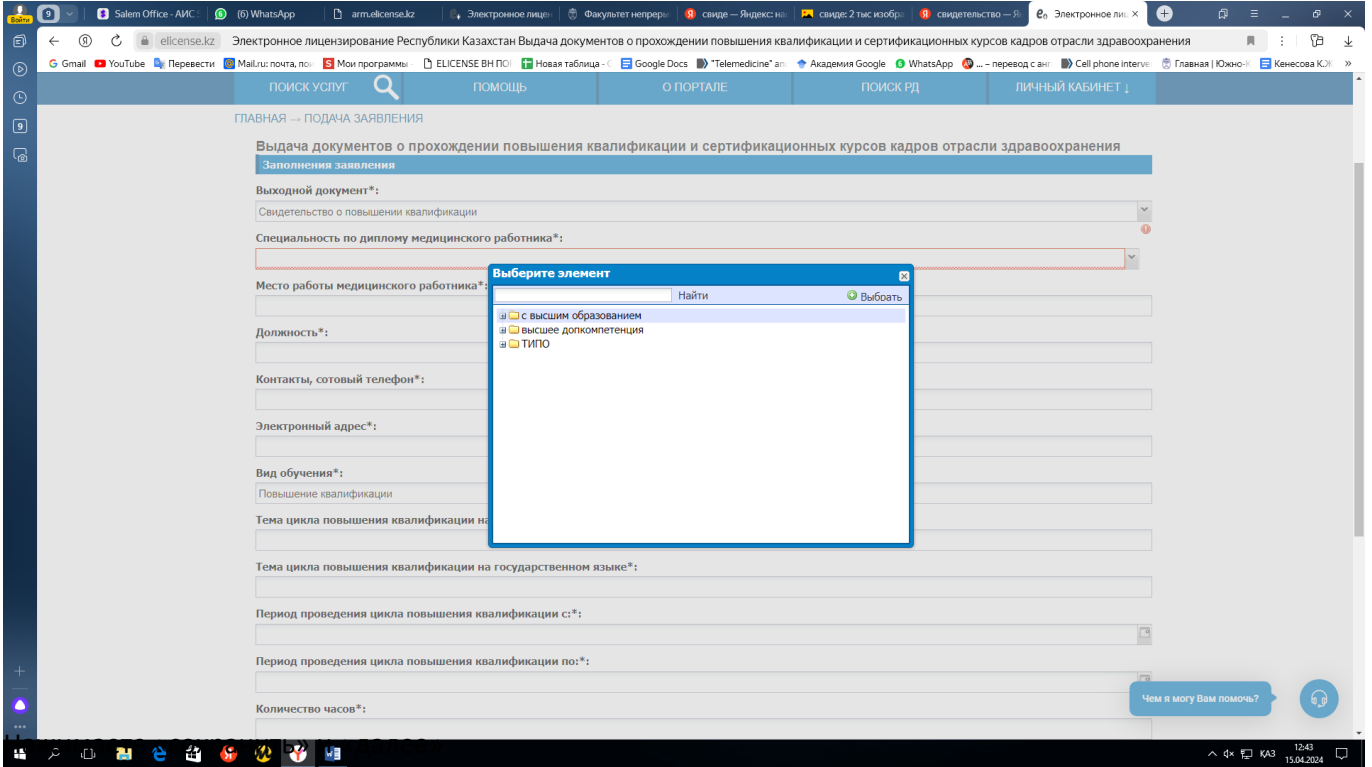 Войти
9
Salem Office - АИС S
(6) WhatsApp
arm.elicense.kz
Электронное лицен
Факультет непреры
свиде — Яндекс: на
свиде: 2 тыс изобра
свидетельство — Я
Электронное лиц
elicense.kz
Электронное лицензирование Республики Казахстан Выдача документов о прохождении повышения квалификации и сертификационных курсов кадров отрасли здравоохранения
Gmail
YouTube
Перевести
Mail.ru: почта, пои
Мои программы -
ELICENSE ВН ПОЛ
Новая таблица - G
Google Docs
"Telemedicine" an
Академия Google
WhatsApp
... – перевод с анг
Cell phone interve
Главная | Южно-К
Кенесова К.Ж
»
ПОИСК УСЛУГ
ПОМОЩЬ
О ПОРТАЛЕ
ПОИСК РД
ЛИЧНЫЙ КАБИНЕТ ↓
9
ГЛАВНАЯ → ПОДАЧА ЗАЯВЛЕНИЯ
Выдача документов о прохождении повышения квалификации и сертификационных курсов кадров отрасли здравоохранения
Заполнения заявления
Выходной документ*:
Свидетельство о повышении квалификации
Специальность по диплому медицинского работника*:
Выберите элемент
Место работы медицинского работника*:
Найти
Выбрать
с высшим образованием
высшее допкомпетенция
ТИПО
Должность*:
Контакты, сотовый телефон*:
Электронный адрес*:
Вид обучения*:
Повышение квалификации
Тема цикла повышения квалификации на
Тема цикла повышения квалификации на государственном языке*:
Период проведения цикла повышения квалификации с:*:
Период проведения цикла повышения квалификации по:*:
Чем я могу Вам помочь?
Количество часов*:
ҚАЗ
12:43
15.04.2024